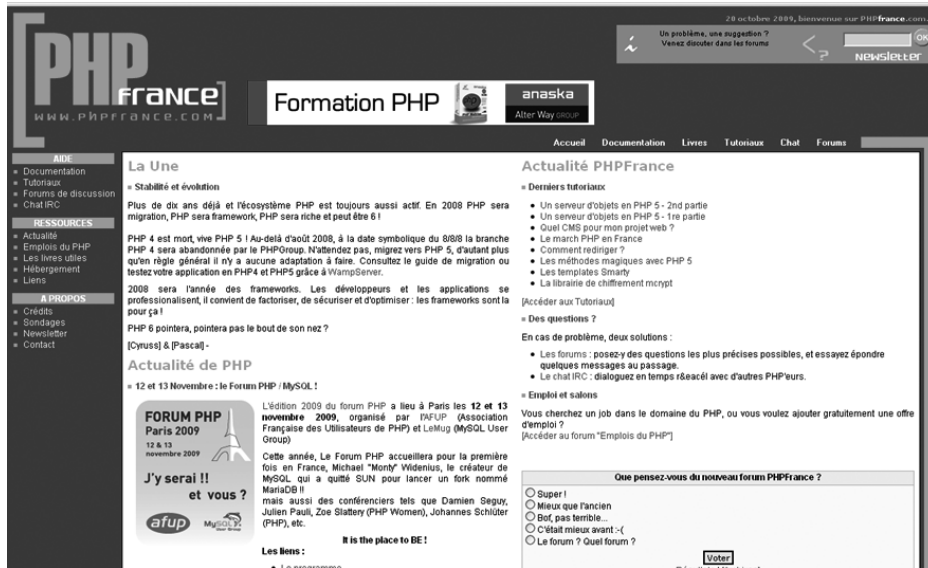 20 octobre 2009, bienvenue sur PHPfrance.com.
Un problème, une suggestion ?
Venez discuter dans les forums
OK
Newsletter
PHP
france
WWW.PHPFRANCE.COM
Formation PHP
anaska
Alter Way GROUP
Accueil Documentation Livres Tutoriaux Chat Forums
AIDE
Documentation
Tutoriaux
Forums de discussion
Chat IRC
RESSOURCES
Actualité
Emplois du PHP
Les livres utiles
Hébergement
Liens
A PROPOS
Crédits
Sondages
Newsletter
Contact
La Une
Stabilité et évolution
Plus de dix ans déjà et l'écosystème PHP est toujours aussi actif. En 2008 PHP sera
migration, PHP sera framework, PHP sera riche et peut être 6 !
PHP 4 est mort, vive PHP 5 ! Au-delà d'août 2008, à la date symbolique du 8/8/8 la branche
PHP 4 sera abandonnée par le PHPGroup. N'attendez pas, migrez vers PHP 5, d'autant plus
qu'en règle général il n'y a aucune adaptation à faire. Consultez le guide de migration ou
testez votre application en PHP4 et PHP5 grâce à WampServer.
2008 sera l'année des frameworks. Les développeurs et les applications se
professionalisent, il convient de factoriser, de sécuriser et d'optimiser : les frameworks sont la
pour ça !
PHP 6 pointera, pointera pas le bout de son nez ?
[Cyruss] & [Pascal] -
Actualité de PHP
12 et 13 Novembre : le Forum PHP / MySQL !
FORUM PHP
Paris 2009
12 & 13
novembre 2009
J'y serai !!
et vous ?
afup
MySQL
User Group
L'édition 2009 du forum PHP a lieu à Paris les 12 et 13
novembre 2009, organisé par l'AFUP (Association
Française des Utilisateurs de PHP) et LeMug (MySQL User
Group)
Cette année, Le Forum PHP accueillera pour la première
fois en France, Michael "Monty" Widenius, le créateur de
MySQL qui a quitté SUN pour lancer un fork nommé
MariaDB !!
mais aussi des conférenciers tels que Damien Seguy,
Julien Pauli, Zoe Slattery (PHP Women), Johannes Schlüter
(PHP), etc.
It is the place to BE !
Les liens :
Le programme
Actualité PHPFrance
Derniers tutoriaux
Un serveur d'objets en PHP 5 - 2nd partie
Un serveur d'objets en PHP 5 - 1re partie
Quel CMS pour mon projet web ?
Le march PHP en France
Comment rediriger ?
Les méthodes magiques avec PHP 5
Les templates Smarty
La librairie de chiffrement mcrypt
[Accéder aux Tutoriaux]
Des questions ?
En cas de problème, deux solutions :
Les forums : posez-y des questions les plus précises possibles, et essayez épondre
quelques messages au passage.
Le chat IRC : dialoguez en temps r&eacél avec d'autres PHP'eurs.
Emploi et salons
Vous cherchez un job dans le domaine du PHP, ou vous voulez ajouter gratuitement une offre
d'emploi ?
[Accéder au forum "Emplois du PHP"]
Que pensez-vous du nouveau forum PHPFrance ?
Super !
Mieux que l'ancien
Bof, pas terrible...
C'était mieux avant :-(
Le forum ? Quel forum ?
Voter